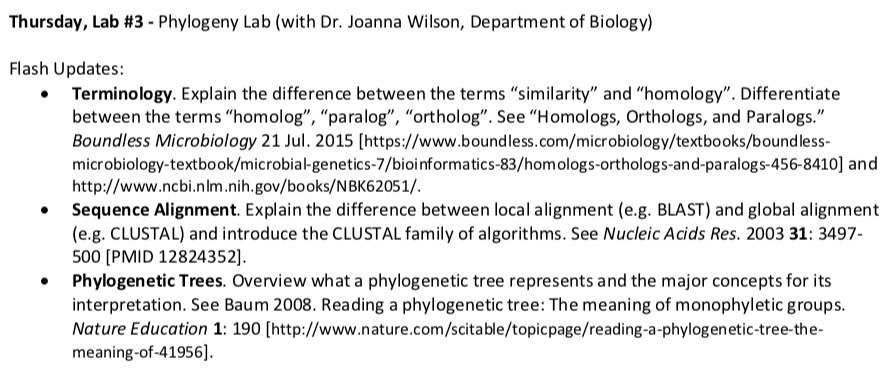 Thursday, Lab #3 - Phylogeny Lab (with Dr. Joanna Wilson, Department of Biology)
Flash Updates:
• Terminology. Explain the difference between the terms “similarity” and “homology”. Differentiate
between the terms “homolog”, “paralog”, “ortholog”. See “Homologs, Orthologs, and Paralogs.”
Boundless Microbiology 21 Jul. 2015 [https://www.boundless.com/microbiology/textbooks/boundless-
microbiology-textbook/microbial-genetics-7/bioinformatics-83/homologs-orthologs-and-paralogs-456-8410] and
http://www.ncbi.nlm.nih.gov/books/NBK62051/.
• Sequence Alignment. Explain the difference between local alignment (e.g. BLAST) and global alignment
(e.g. CLUSTAL) and introduce the CLUSTAL family of algorithms. See Nucleic Acids Res. 2003 31: 3497-
500 [PMID 12824352].
• Phylogenetic Trees. Overview what a phylogenetic tree represents and the major concepts for its
interpretation. See Baum 2008. Reading a phylogenetic tree: The meaning of monophyletic groups.
Nature Education 1: 190 [http://www.nature.com/scitable/topicpage/reading-a-phylogenetic-tree-the-
meaning-of-41956].